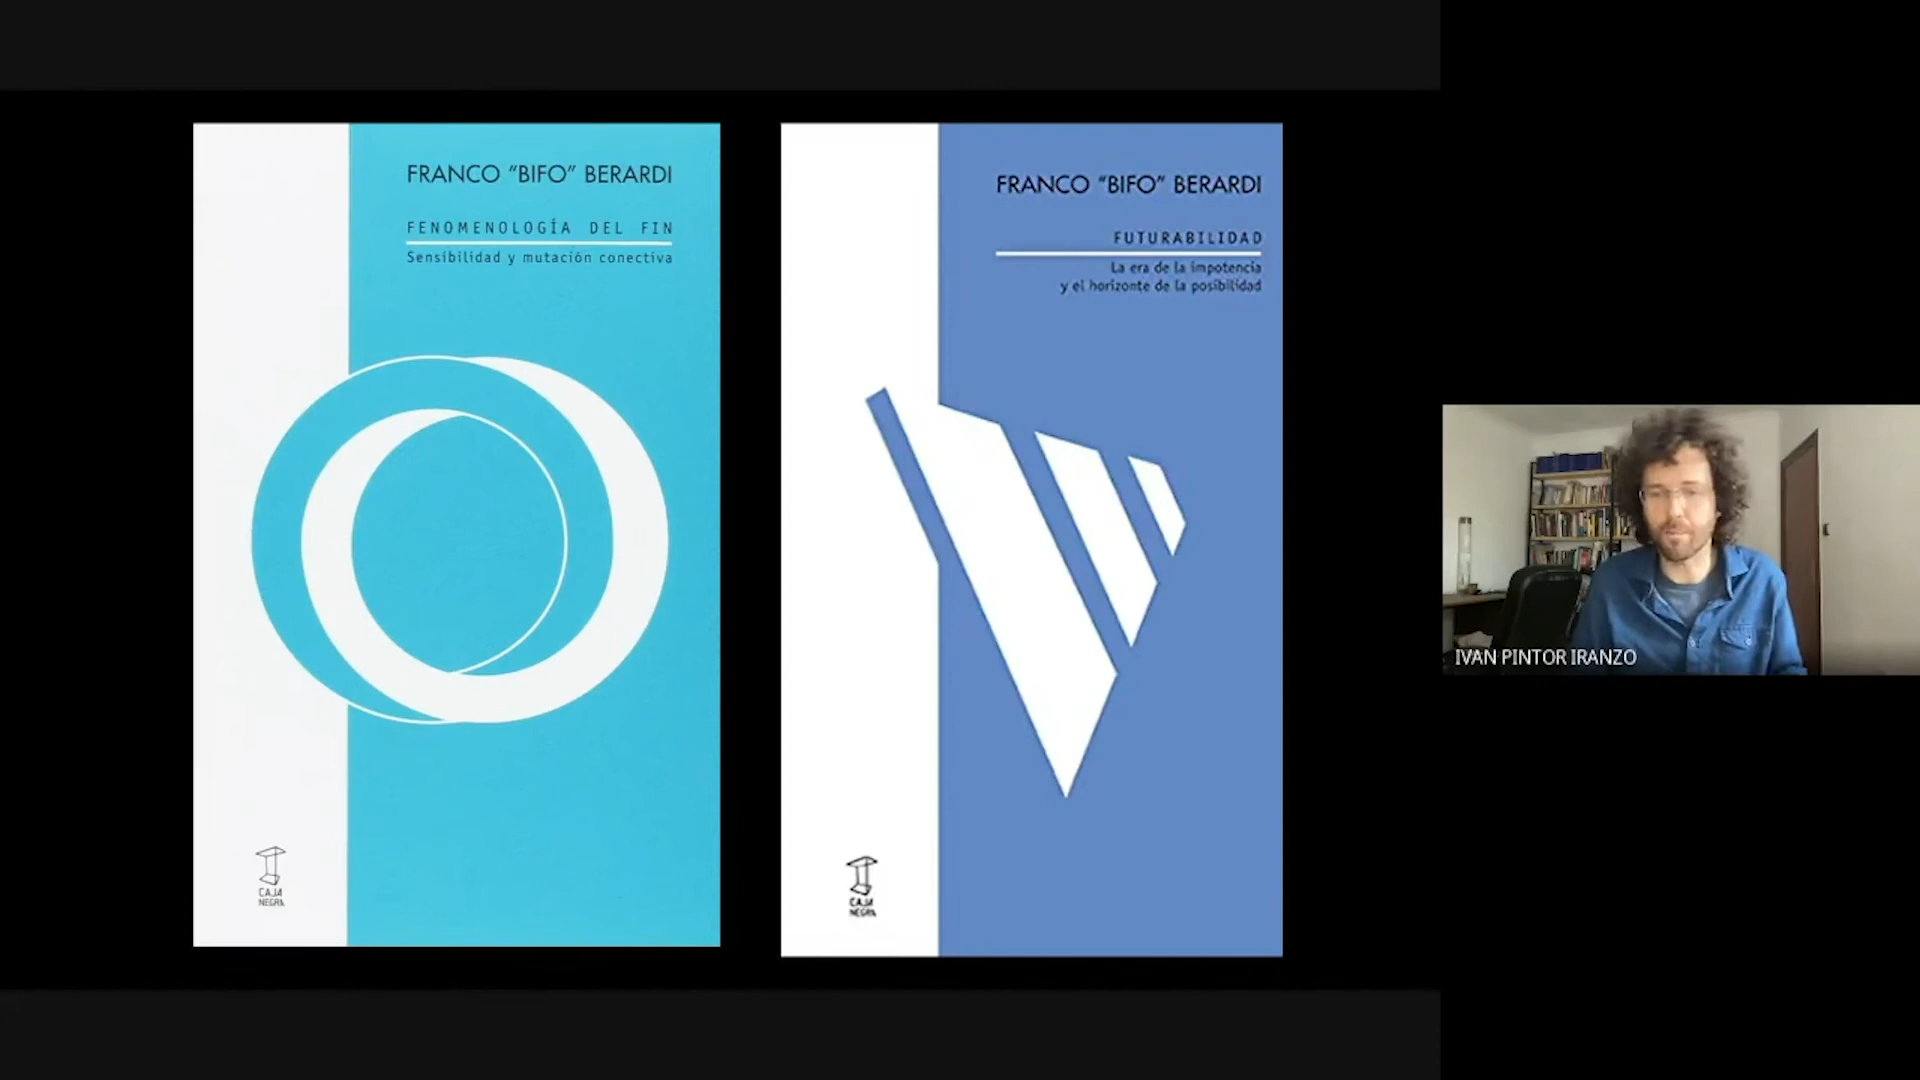 FRANCO “BIFO” BERARDI
FENOMENOLOGÍA DEL FIN
Sensibilidad y mutación conectiva
CAJA
NEGRA
FRANCO “BIFO” BERARDI
FUTURABILIDAD
La era de la impotencia
y el horizonte de la posibilidad
CAJA
NEGRA
IVAN PINTOR IRANZO